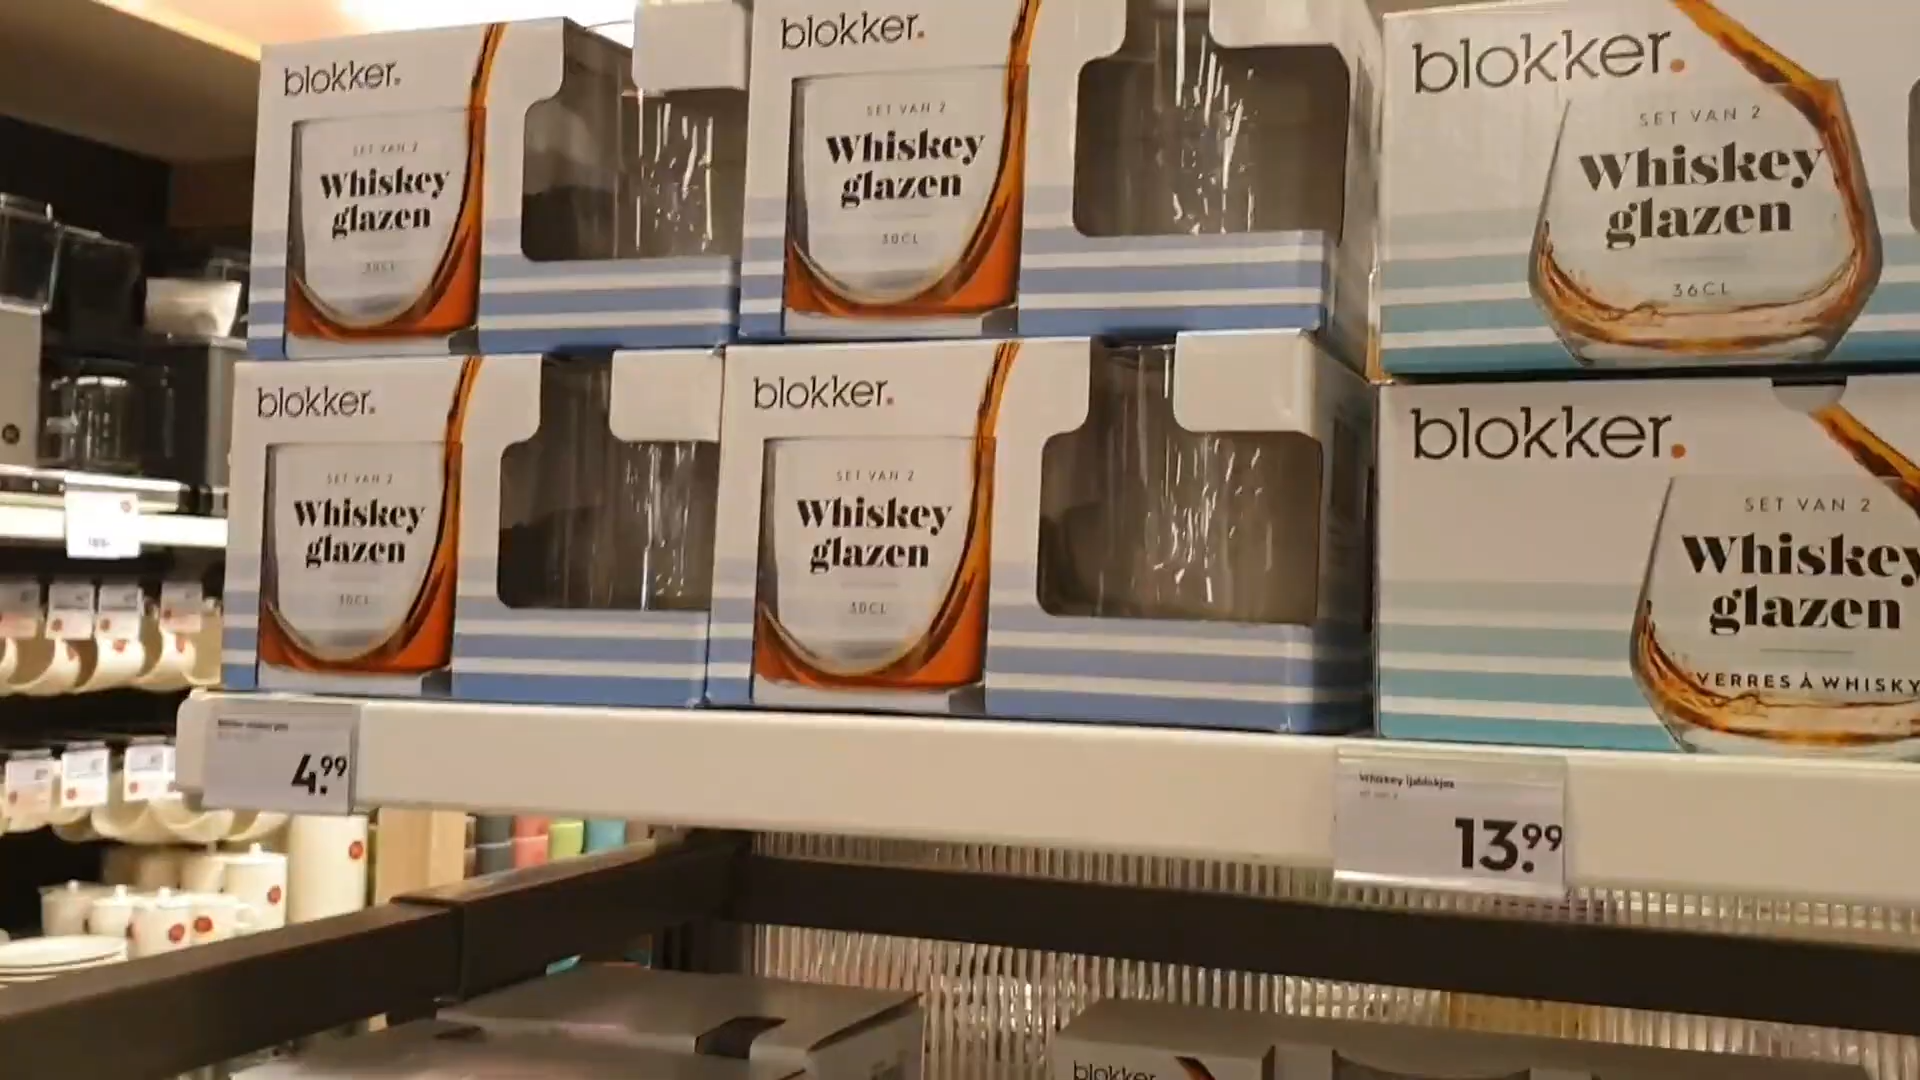 blokker.
SET VAN 2
Whiskey
glazen
30CL
blokker.
SET VAN 2
Whiskey
glazen
30CL
blokker.
SET VAN 2
Whiskey
glazen
36CL
blokker.
SET VAN 2
Whiskey
glazen
30CL
blokker.
SET VAN 2
Whiskey
glazen
30CL
blokker.
SET VAN 2
Whiskey
glazen
VERRES À WHISKY
4.99
Whiskey
13.99
blokker